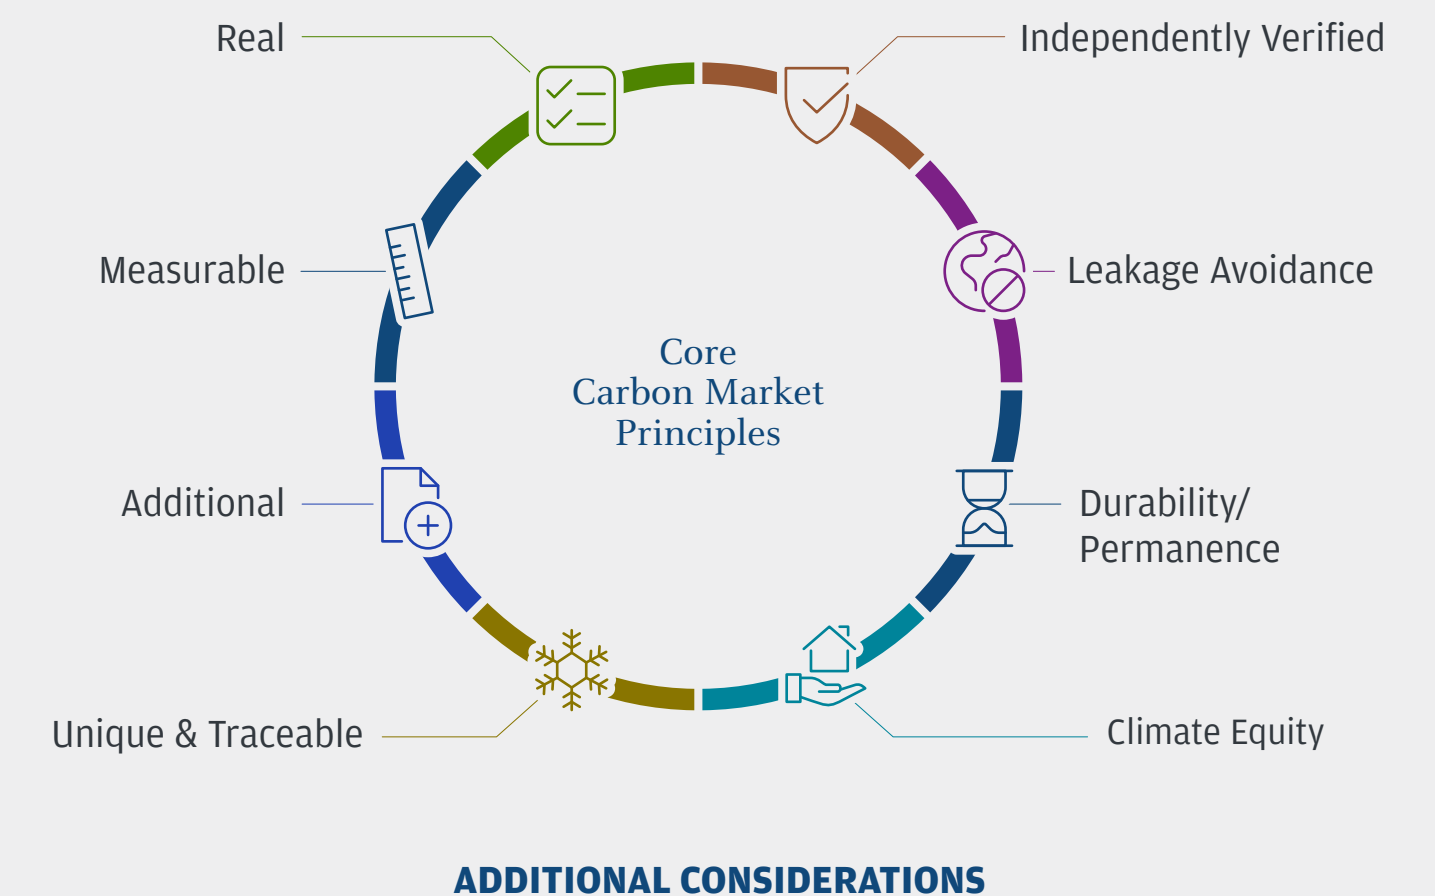 Real
Independently Verified
Measurable
Leakage Avoidance
Core
Carbon Market
Principles
Additional
Durability/
Permanence
Unique & Traceable
Climate Equity
ADDITIONAL CONSIDERATIONS